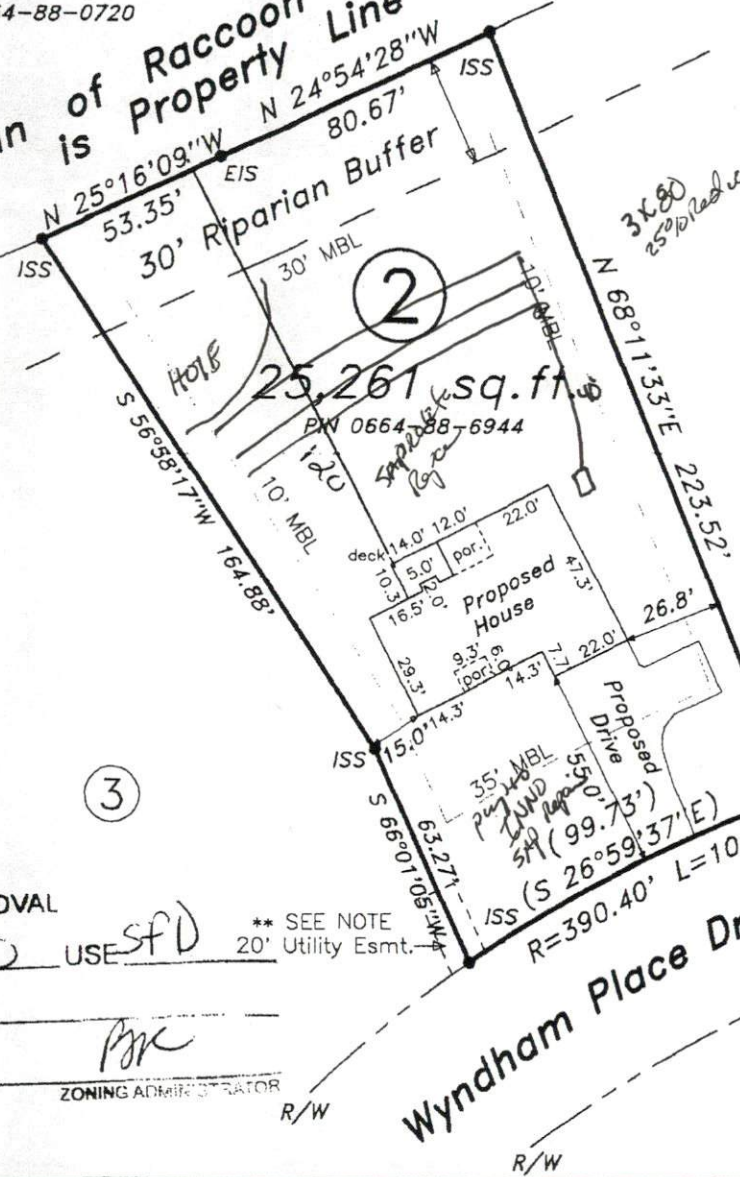 4-88-0720
of Raccoon
is Property Line
N 24°54'28"W
80.67'
ISS
N 25°16'09"W
53.35'
EIS
ISS
30' Riparian Buffer
30' MBL
3x80
2
10' MBL
HOLE
25,261 sq.ft.
PIN 0664-88-6944
N 68°11'33"E 223.52'
S 56°58'17"W 164.88'
120
10' MBL
deck
14.0'
12.0'
22.0'
5.0'
por.
10.3
2.0'
16.5'
47.3'
Proposed
House
26.8'
29.3'
9.3'
6.0
por.
14.3'
7.7
22.0'
Proposed
Drive
15.0'
14.3'
ISS
3
35' MBL
55.0'
S 66°01'05"W
63.27'
(99.73')
(S 26°59'37"E)
ISS
R=390.40' L=10
OVAL
USE SFD
** SEE NOTE
20' Utility Esmt.
ZONING ADMINISTRATOR
Wyndham Place Dr
R/W
R/W